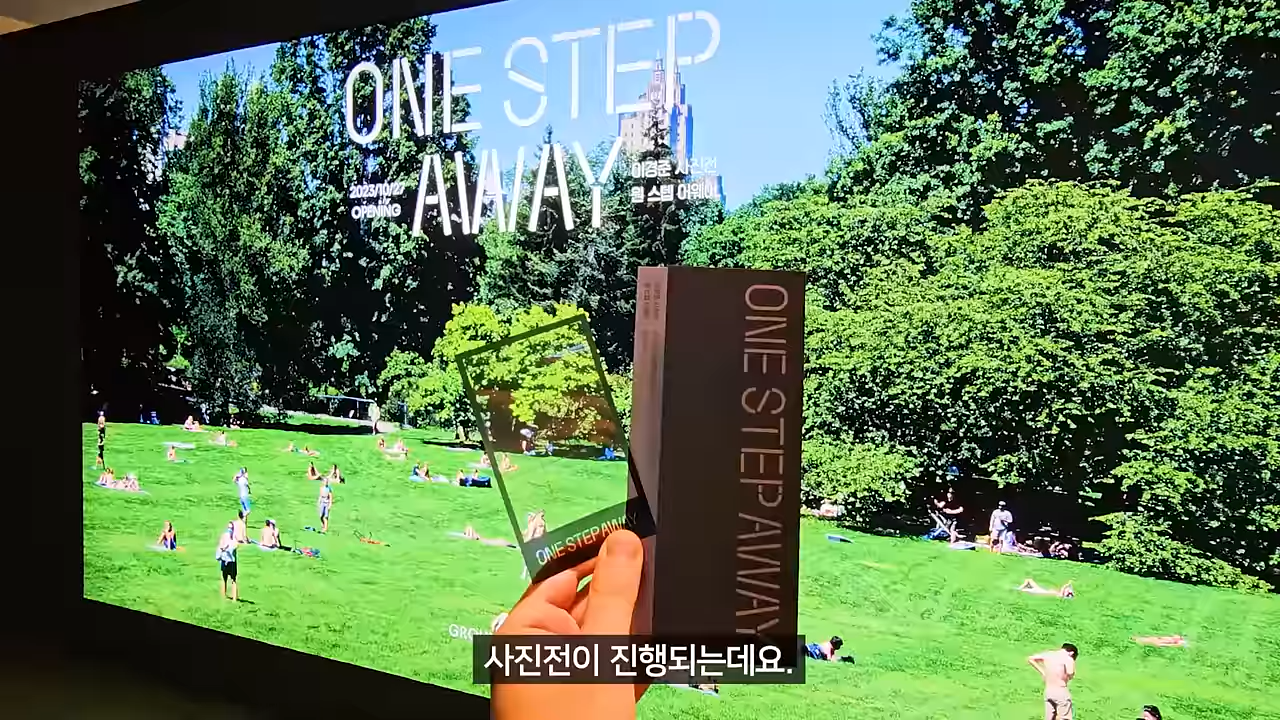 ONE STEP
AWAY
2023/10/27
OPENING
이경준 사진전
원 스텝 어웨이
ONE STEP AWAY
ONE STEP AWAY
사진전이 진행되는데요.